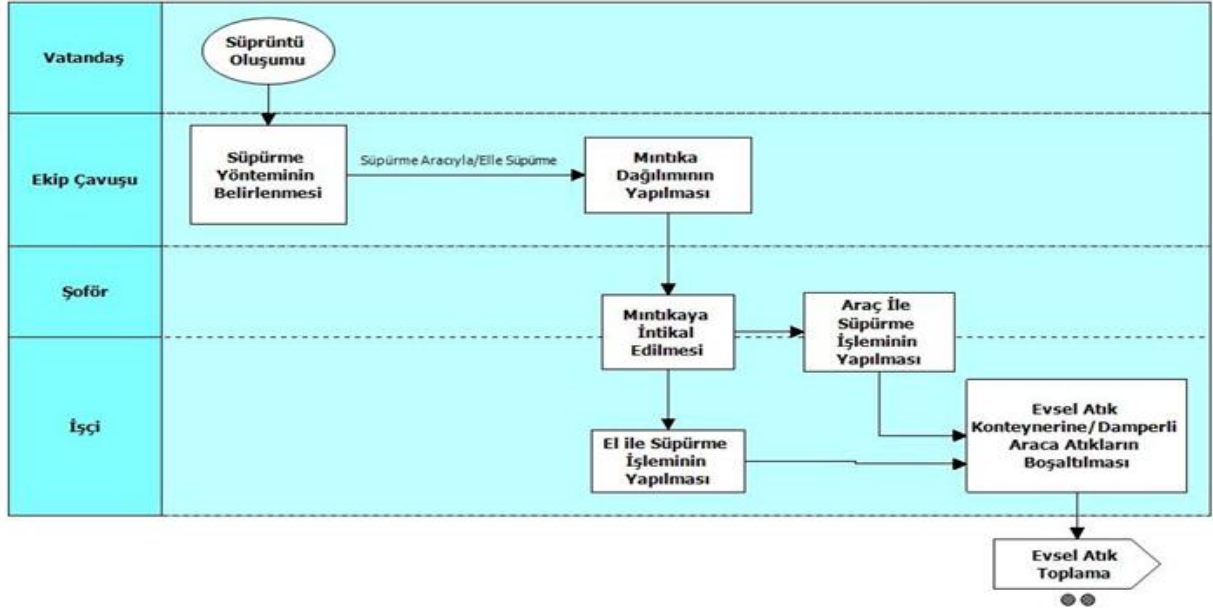 Vatandaş
Süprüntü
Oluşumu
Ekip Çavuşu
Süpürme
Yönteminin
Belirlenmesi
Süpürme Aracıyla/Elle Süpüme
Mıntıka
Dağılımının
Yapılması
Şoför
Mıntıkaya
İntikal
Edilmesi
Araç İle
Süpürme
İşleminin
Yapılması
İşçi
El ile Süpürme
İşleminin
Yapılması
Evsel Atık
Konteynerine/Damperli
Araca Atıkların
Boşaltılması
Evsel Atık
Toplama